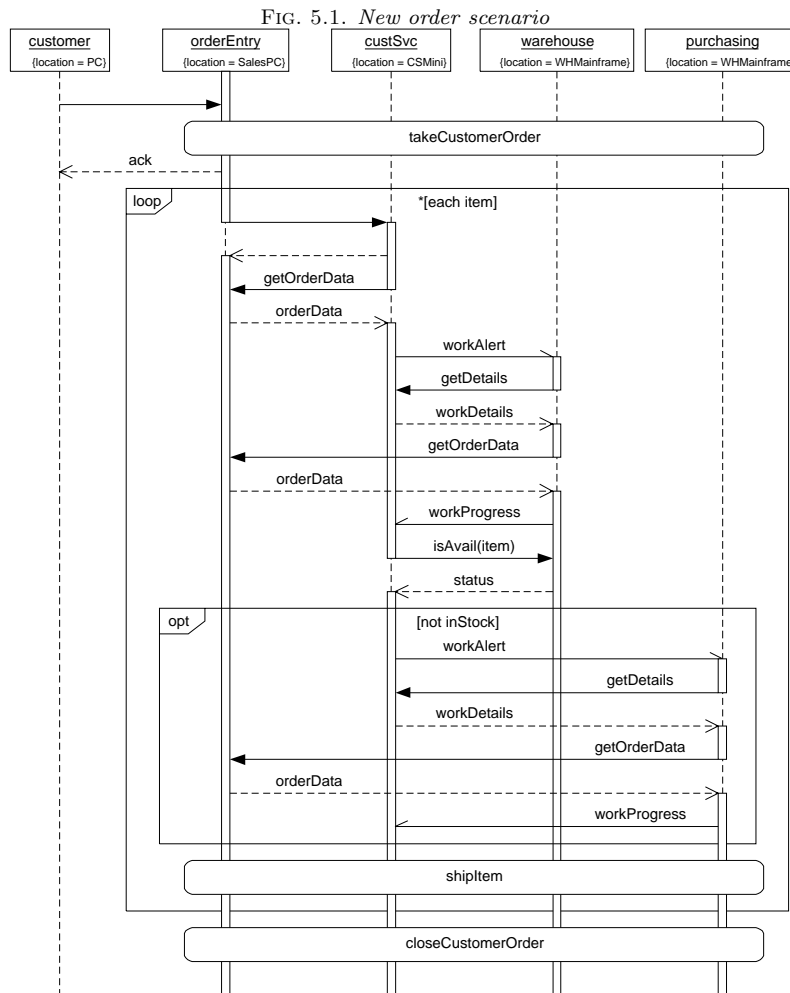 FIG. 5.1. New order scenario
customer orderEntry custSvc warehouse purchasing
{location = PC} {location = SalesPC} {location = CSMini} {location = WHMainframe} {location = WHMainframe
takeCustomerOrder
ack
loop *[each item]
getOrderData
orderData
workAlert
getDetails
workDetails
getOrderData
orderData
workProgress
isAvail(item)
status
opt [not inStock]
workAlert
getDetails
workDetails
getOrderData
orderData
workProgress
shipItem
closeCustomerOrder